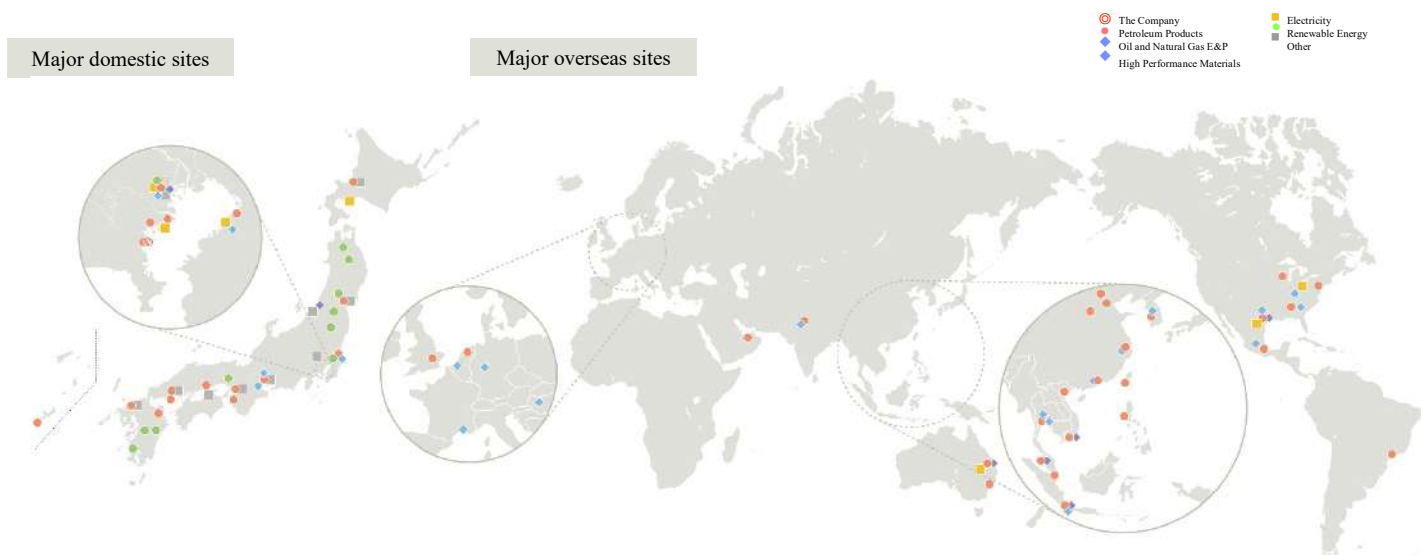 Major domestic sites
Major overseas sites
The Company
Petroleum Products
Oil and Natural Gas E&P
High Performance Materials
Electricity
Renewable Energy
Other